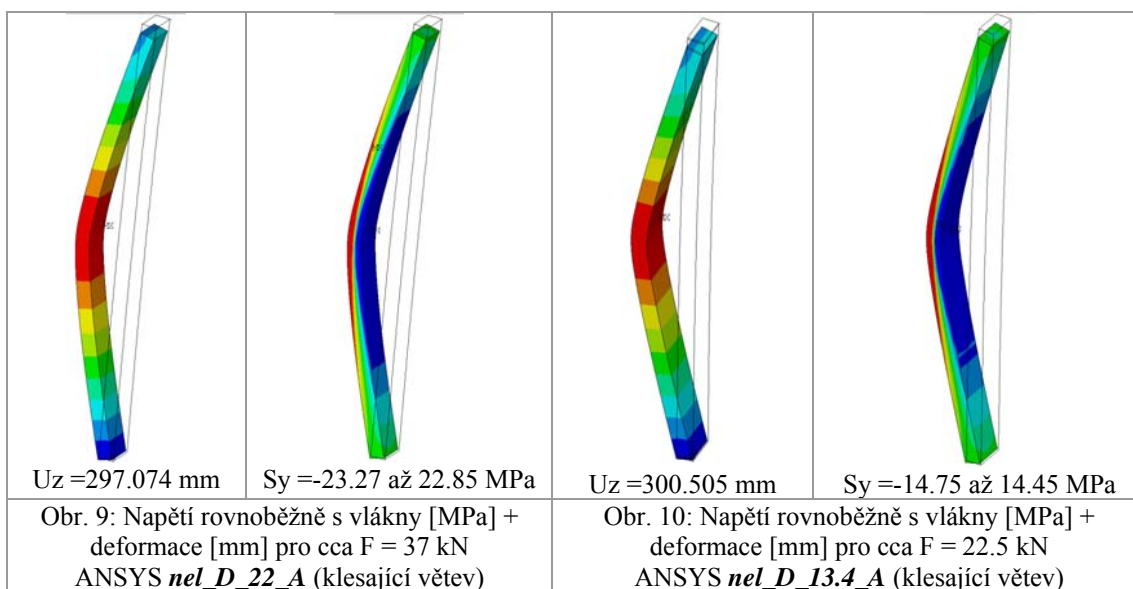 Uz =297.074 mm
Sy =-23.27 až 22.85 MPa
Uz =300.505 mm
Sy =-14.75 až 14.45 MPa
Obr. 9: Napětí rovnoběžně s vlákny [MPa] +
deformace [mm] pro cca F = 37 kN
ANSYS nel_D_22_A (klesající větev)
Obr. 10: Napětí rovnoběžně s vlákny [MPa] +
deformace [mm] pro cca F = 22.5 kN
ANSYS nel_D_13.4_A (klesající větev)